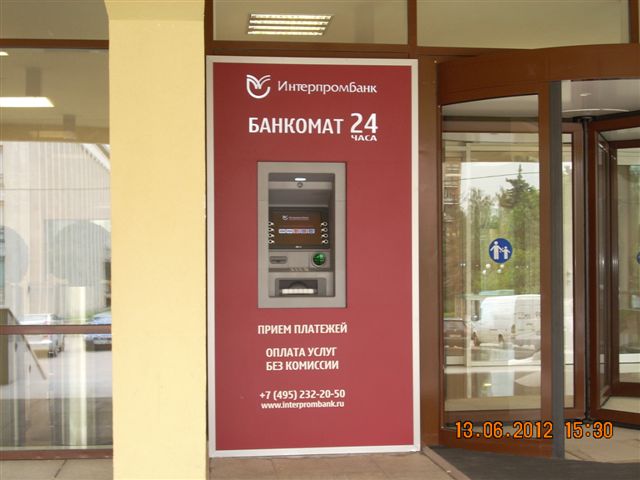 Интерпромбанк
БАНКОМАТ 24
ЧАСА
ПРИЕМ ПЛАТЕЖЕЙ
ОПЛАТА УСЛУГ
БЕЗ КОМИССИИ
+7 (495) 232-20-50
www.interprombank.ru
13.06.2012 15:30